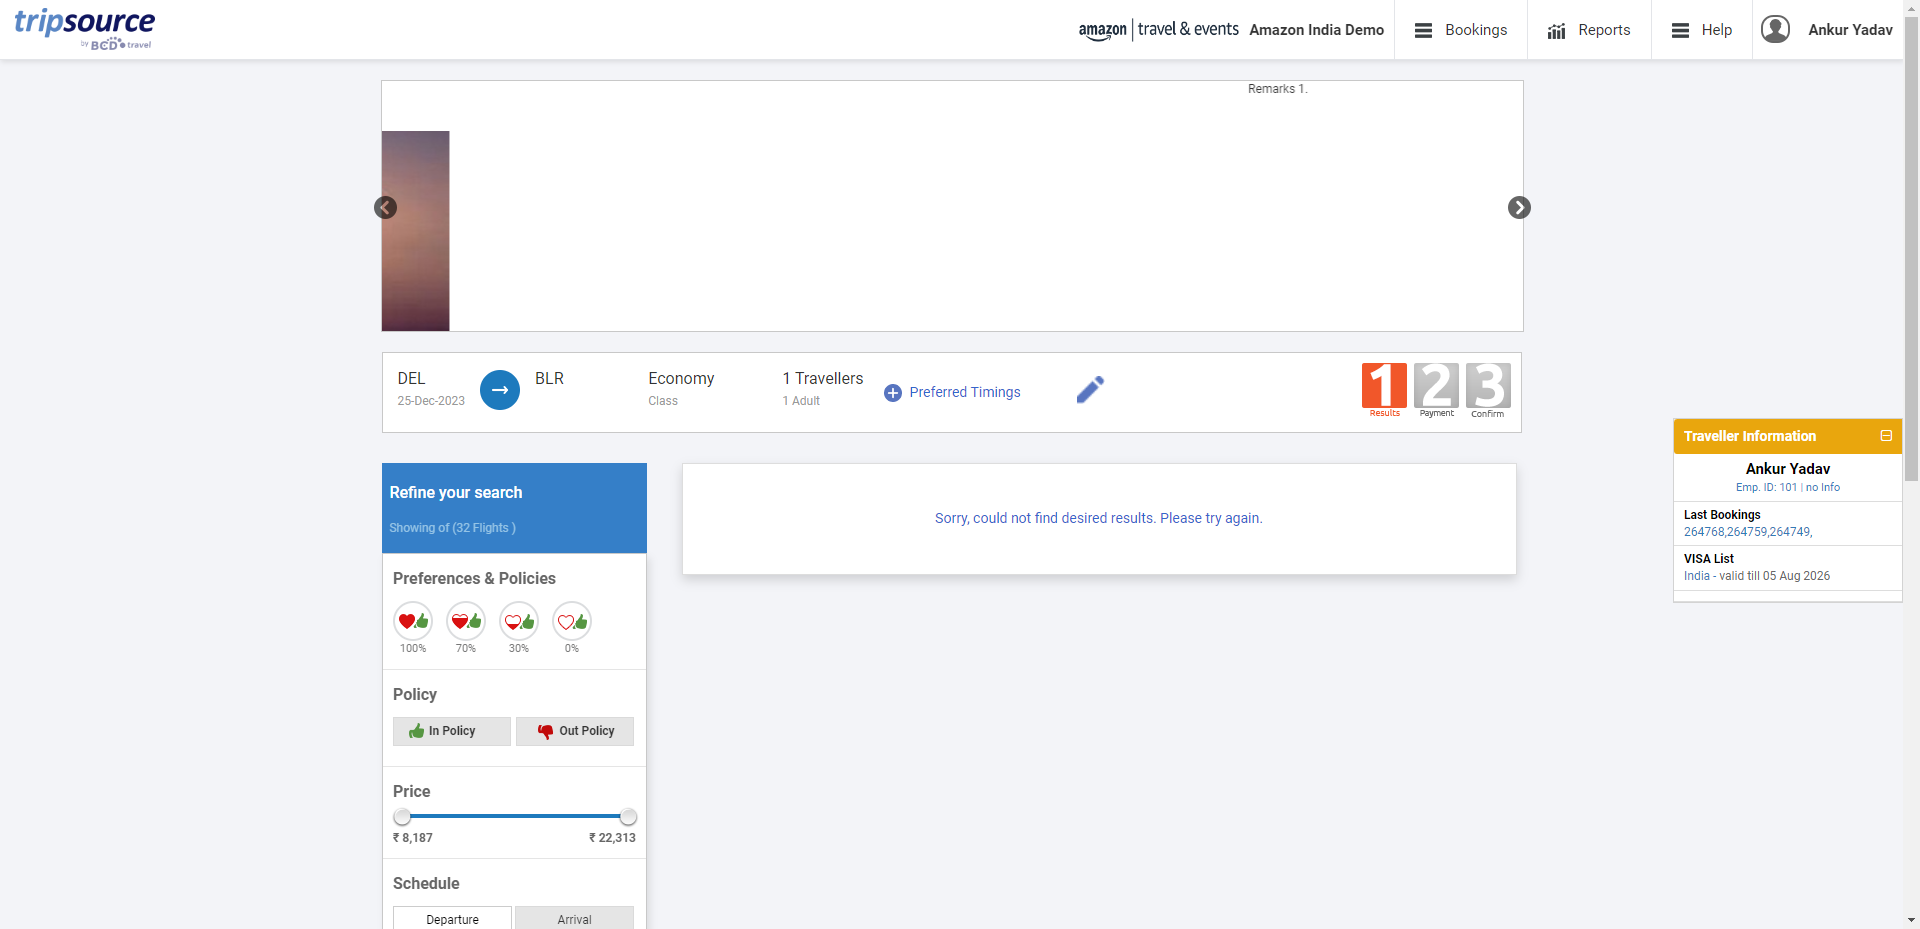 tripsource
by BCD travel
amazon | travel & events Amazon India Demo
Bookings
Reports
Help
Ankur Yadav
Remarks 1.
DEL
25-Dec-2023
BLR
Economy
Class
1 Travellers
1 Adult
Preferred Timings
1 2 3
Results Payment Confirm
Traveller Information
Ankur Yadav
Emp. ID: 101 | no Info
Last Bookings
264768,264759,264749,
VISA List
India - valid till 05 Aug 2026
Refine your search
Showing of (32 Flights )
Sorry, could not find desired results. Please try again.
Preferences & Policies
100% 70% 30% 0%
Policy
In Policy Out Policy
Price
₹ 8,187 ₹ 22,313
Schedule
Departure Arrival